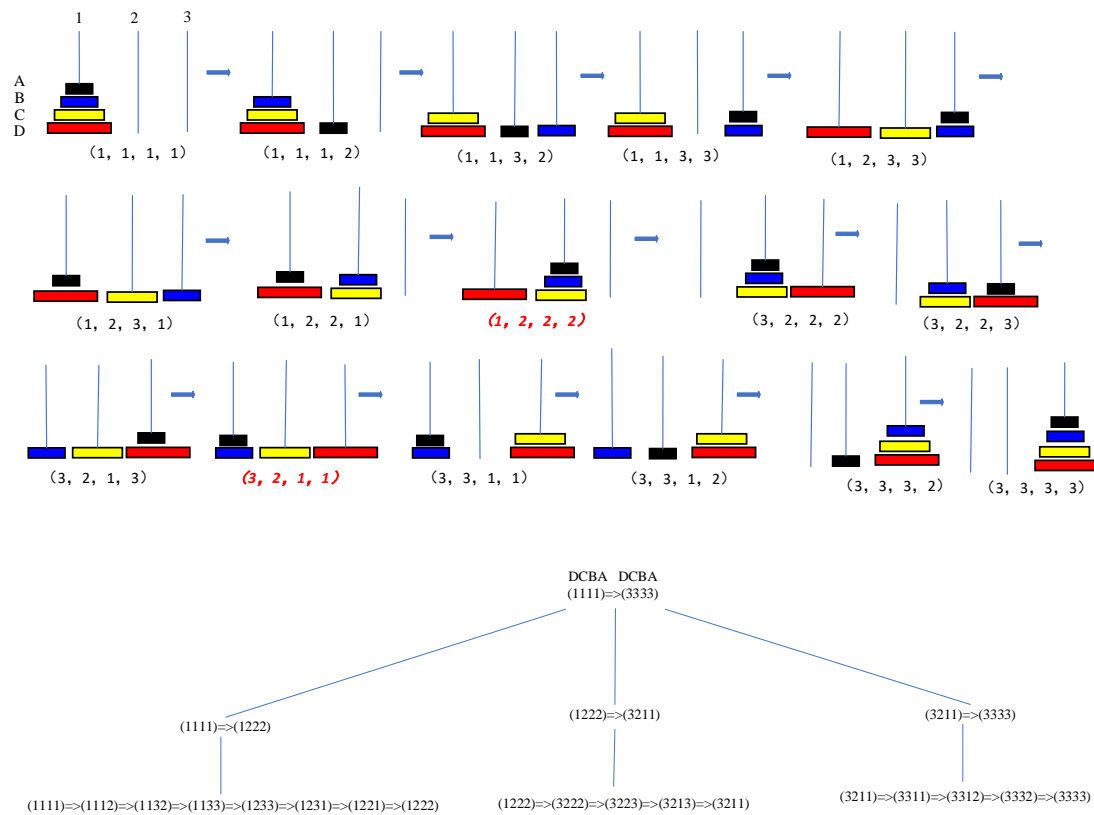 1 2 3
A
B
C
D
(1, 1, 1, 1)
(1, 1, 1, 2)
(1, 1, 3, 2)
(1, 1, 3, 3)
(1, 2, 3, 3)
(1, 2, 3, 1)
(1, 2, 2, 1)
(1, 2, 2, 2)
(3, 2, 2, 2)
(3, 2, 2, 3)
(3, 2, 1, 3)
(3, 2, 1, 1)
(3, 3, 1, 1)
(3, 3, 1, 2)
(3, 3, 3, 2)
(3, 3, 3, 3)
DCBA DCBA
(1111)=>(3333)
(1111)=>(1222)
(1222)=>(3211)
(3211)=>(3333)
(1111)=>(1112)=>(1132)=>(1133)=>(1233)=>(1231)=>(1221)=>(1222)
(1222)=>(3222)=>(3223)=>(3213)=>(3211)
(3211)=>(3311)=>(3312)=>(3332)=>(3333)